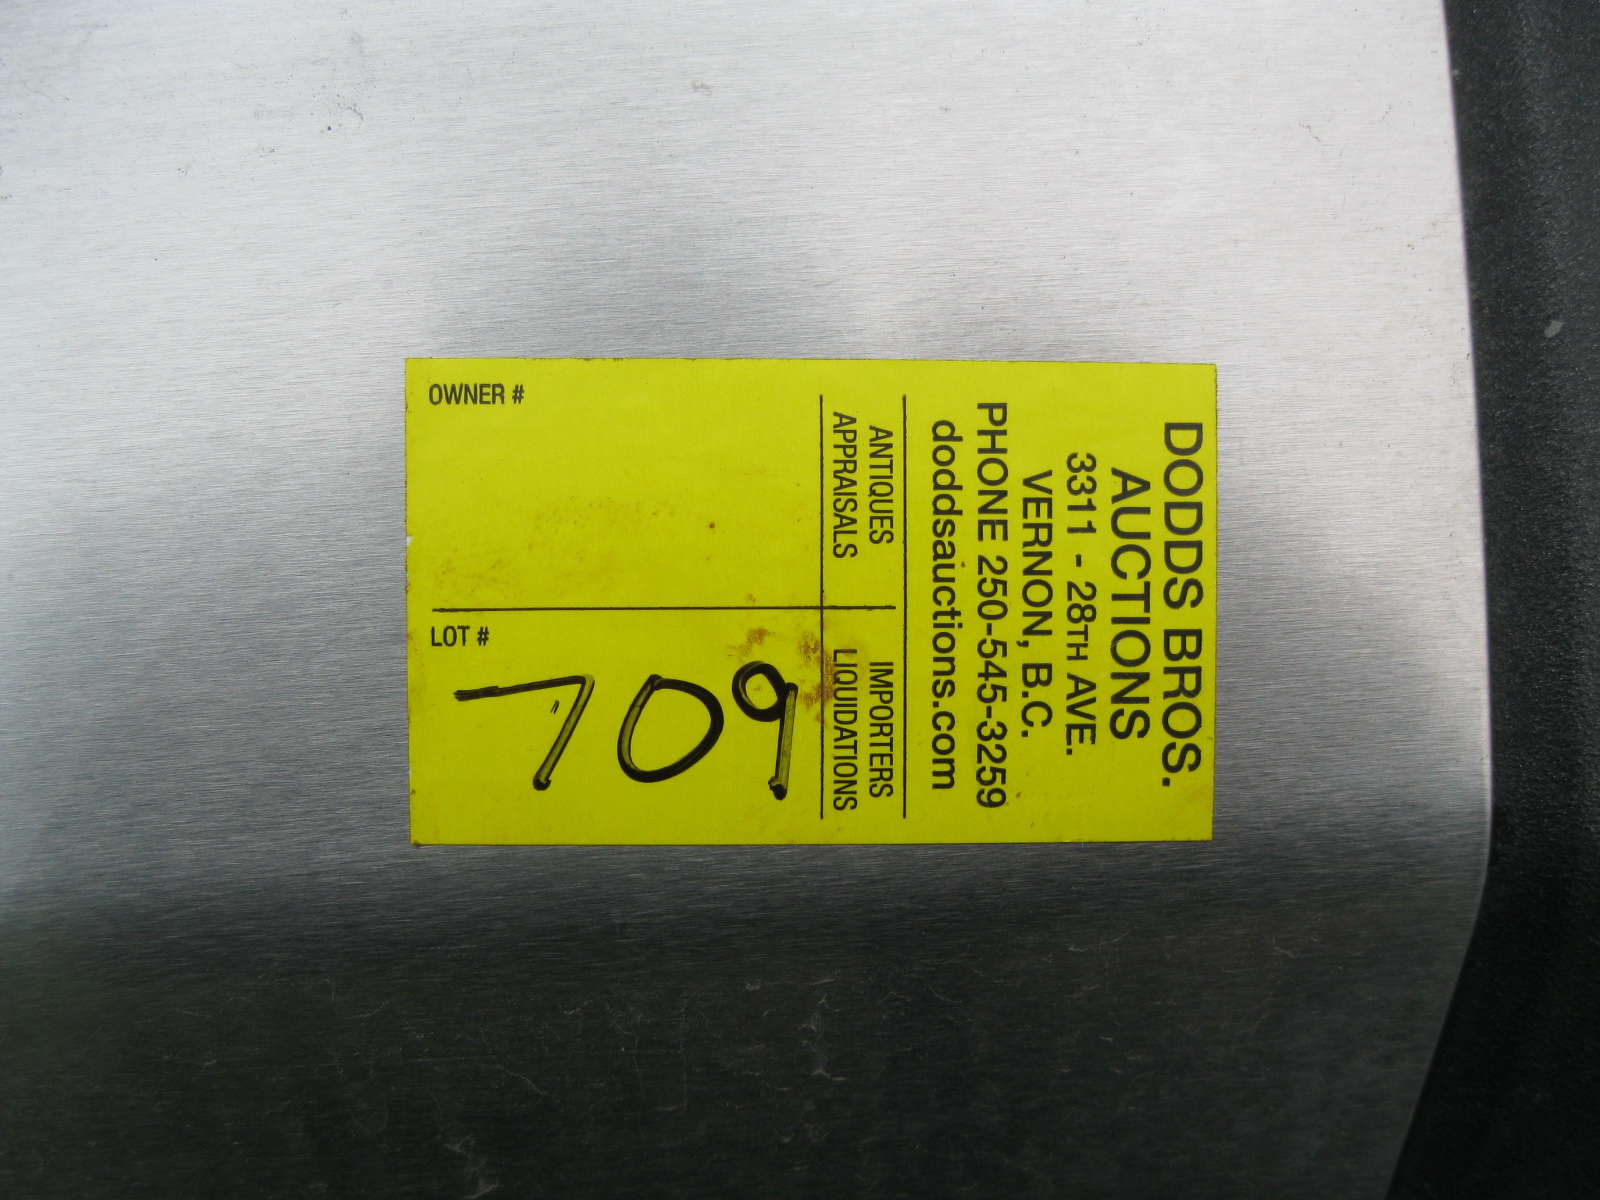 DODDS BROS.
AUCTIONS
3311 - 28TH AVE.
VERNON, B.C.
PHONE 250-545-3259
doddsauctions.com
ANTIQUES IMPORTERS
APPRAISALS LIQUIDATIONS
OWNER #
LOT #
709